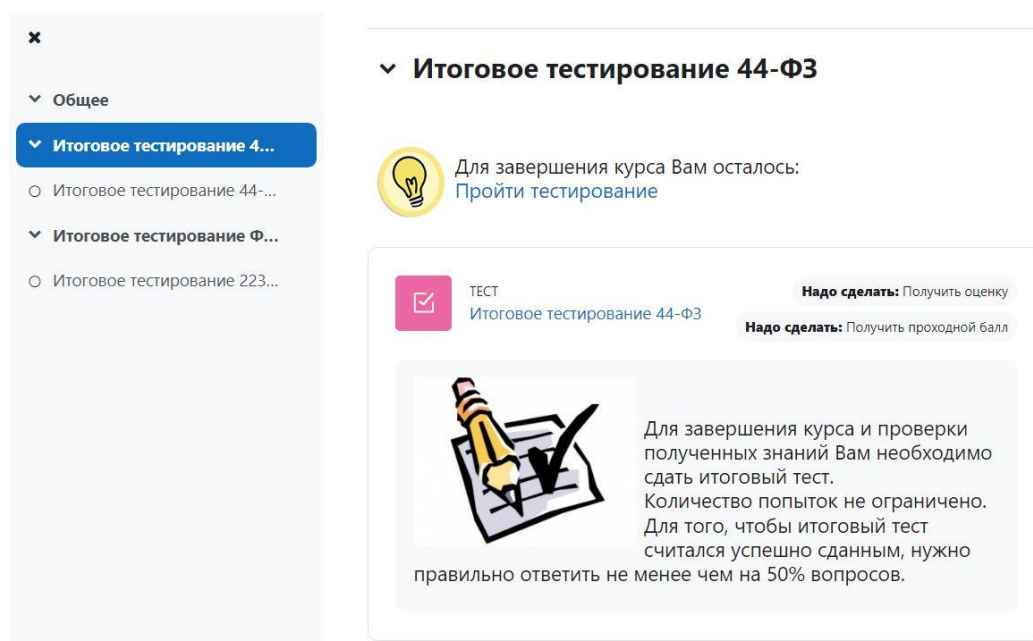 Общее
Итоговое тестирование 4...
Итоговое тестирование 44-...
Итоговое тестирование Ф...
Итоговое тестирование 223...
Итоговое тестирование 44-ФЗ
Для завершения курса Вам осталось:
Пройти тестирование
ТЕСТ
Итоговое тестирование 44-ФЗ
Надо сделать: Получить оценку
Надо сделать: Получить проходной балл
Для завершения курса и проверки
полученных знаний Вам необходимо
сдать итоговый тест.
Количество попыток не ограничено.
Для того, чтобы итоговый тест
считался успешно сданным, нужно
правильно ответить не менее чем на 50% вопросов.